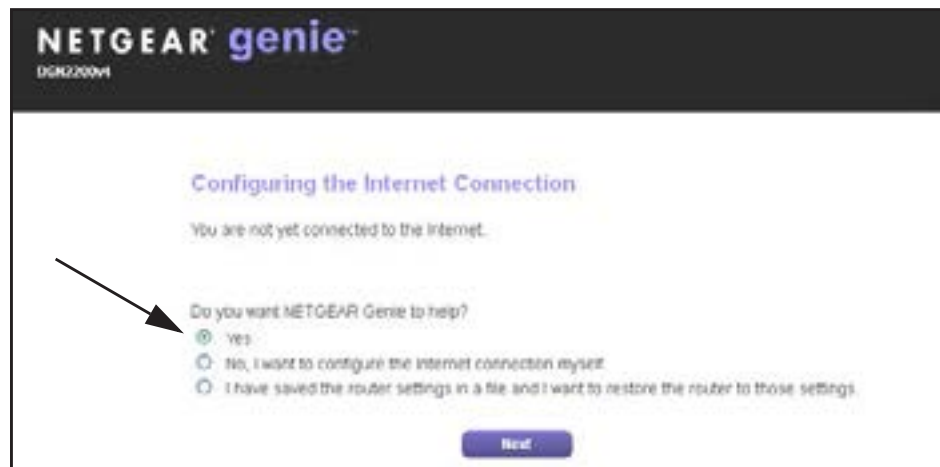 NETGEAR® genie™
DGN2200v4
Configuring the Internet Connection
You are not yet connected to the Internet.
Do you want NETGEAR Genie to help?
Yes
No, I want to configure the Internet connection myself.
I have saved the router settings in a file and I want to restore the router to those settings.
Next